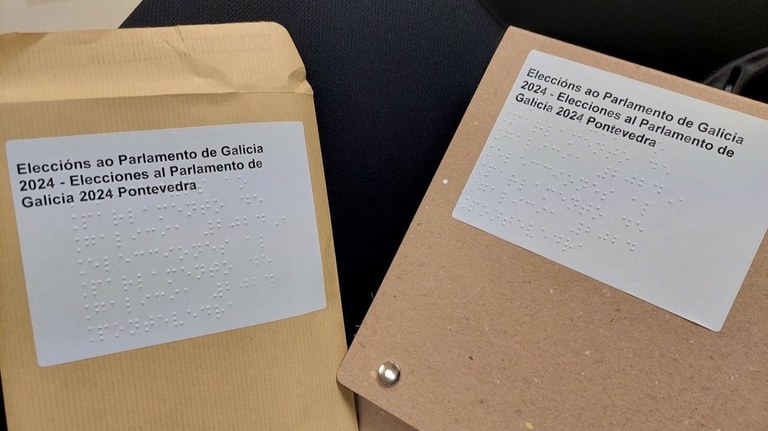 Eleccións ao Parlamento de Galicia
2024 - Elecciones al Parlamento de
Galicia 2024 Pontevedra
Eleccións ao Parlamento de Galicia
2024 - Elecciones al Parlamento de
Galicia 2024 Pontevedra